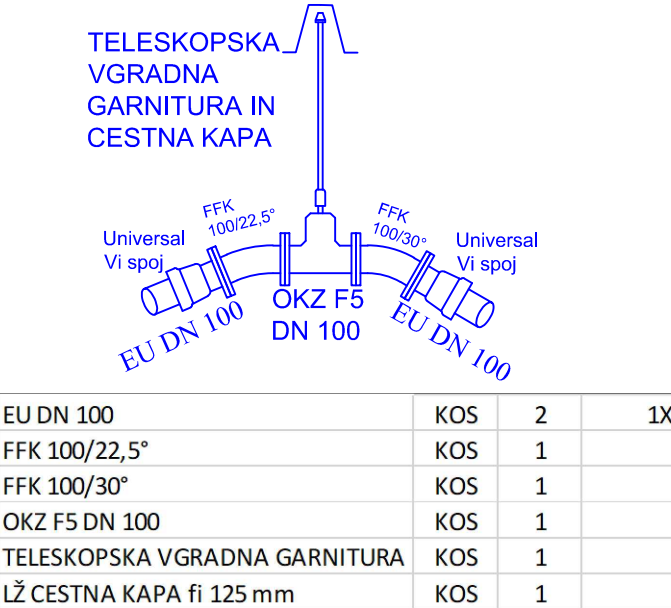 TELESKOPSKA
VGRADNA
GARNITURA IN
CESTNA KAPA
FFK
100/22,5°
FFK
100/30°
Universal
Vi spoj
Universal
Vi spoj
OKZ F5
DN 100
EU DN 100
EU DN 100
EU DN 100 KOS 2 1X
FFK 100/22,5° KOS 1
FFK 100/30° KOS 1
OKZ F5 DN 100 KOS 1
TELESKOPSKA VGRADNA GARNITURA KOS 1
LŽ CESTNA KAPA fi 125 mm KOS 1